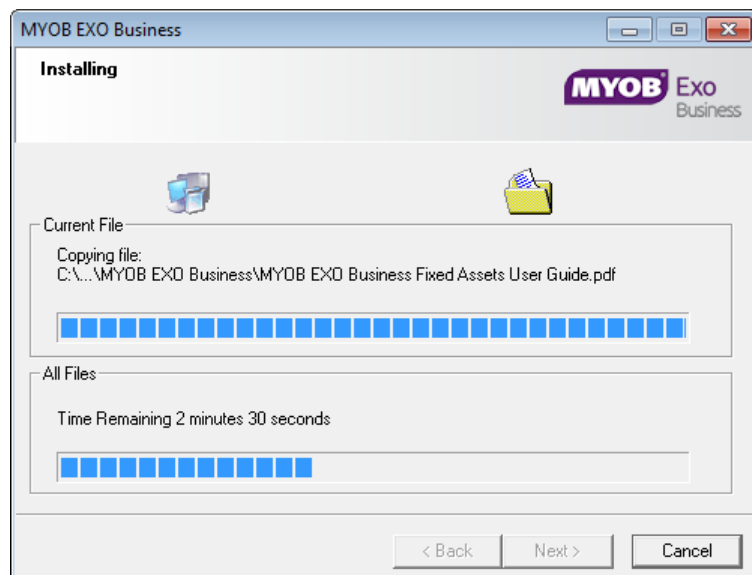 MYOB EXO Business
Installing
MYOB Exo
Business
Current File
Copying file:
C:\...\MYOB EXO Business\MYOB EXO Business Fixed Assets User Guide.pdf
All Files
Time Remaining 2 minutes 30 seconds
< Back Next > Cancel